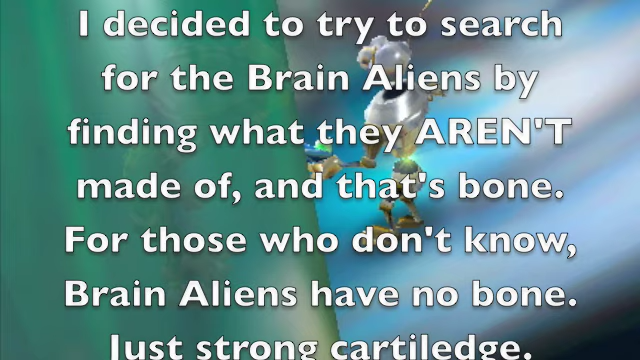 I decided to try to search
for the Brain Aliens by
finding what they AREN'T
made of, and that's bone.
For those who don't know,
Brain Aliens have no bone.
Just strong cartiledge.